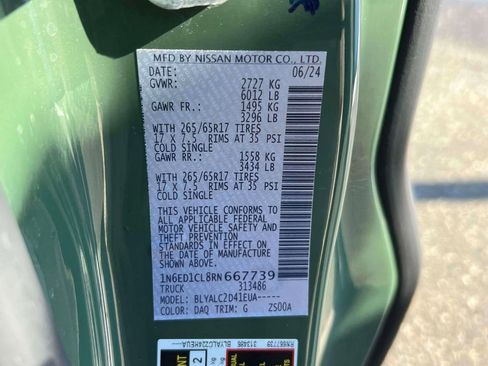 MFD BY NISSAN MOTOR CO., LTD.
DATE: 06/24
GVWR: 2727 KG
6012 LB
GAWR FR.: 1495 KG
3296 LB
WITH 265/65R17 TIRES
17 X 7.5 RIMS AT 35 PSI
COLD SINGLE
GAWR RR.: 1558 KG
3434 LB
WITH 265/65R17 TIRES
17 X 7.5 RIMS AT 35 PSI
COLD SINGLE
THIS VEHICLE CONFORMS TO
ALL APPLICABLE FEDERAL
MOTOR VEHICLE SAFETY AND
THEFT PREVENTION
STANDARDS IN EFFECT ON
THE DATE OF MANUFACTURE
SHOWN ABOVE.
1N6ED1CL8RN667739
TRUCK 313486
MODEL: BLYALCZD41EUA-----
COLOR: DAQ TRIM: G ZS00A
RN667739
313486